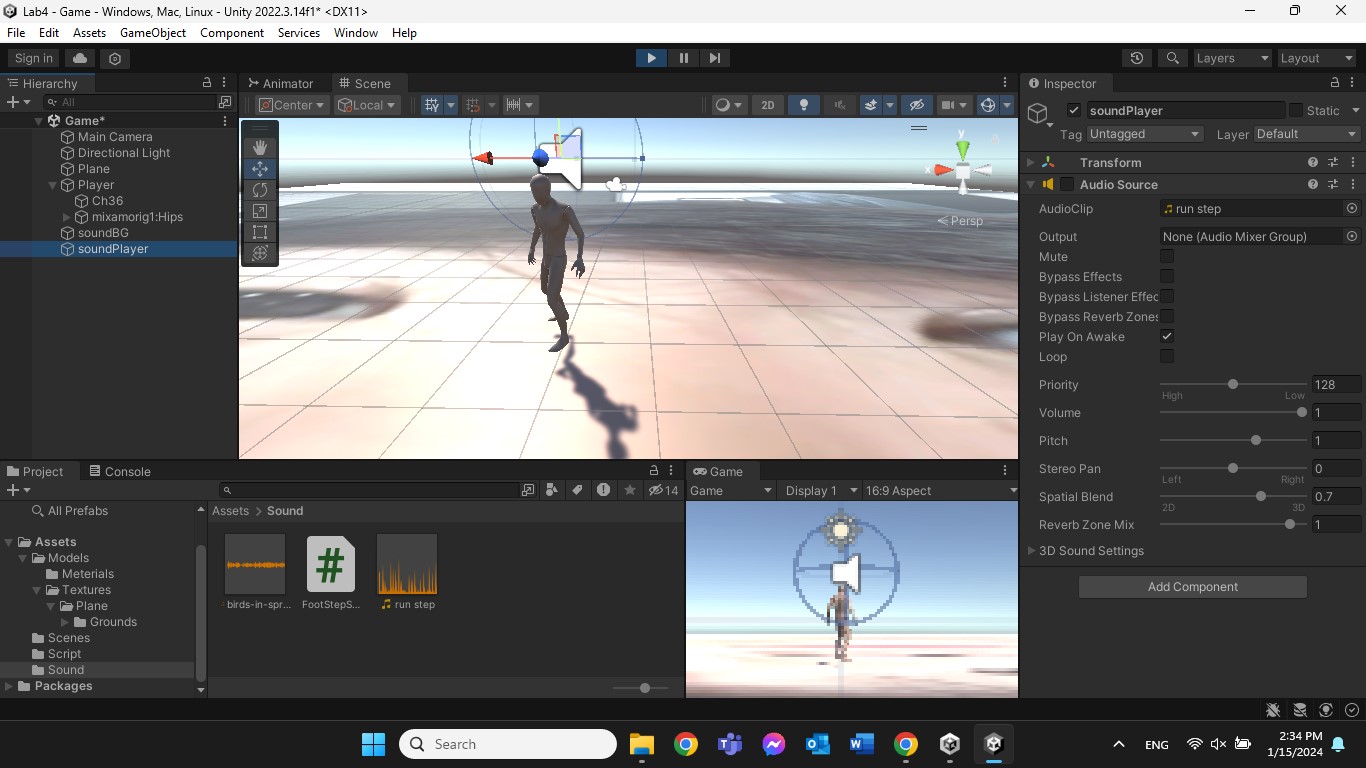 Lab4 - Game - Windows, Mac, Linux - Unity 2022.3.14f1* <DX11>
File Edit Assets GameObject Component Services Window Help
Sign in
Layers
Layout
Hierarchy
All
Game*
Main Camera
Directional Light
Plane
Player
Ch36
mixamorig1:Hips
soundBG
soundPlayer
Animator
Scene
Center
Local
2D
y
x
Persp
Inspector
soundPlayer
Static
Tag Untagged
Layer Default
Transform
Audio Source
AudioClip
run step
Output
None (Audio Mixer Group)
Mute
Bypass Effects
Bypass Listener Effec
Bypass Reverb Zones
Play On Awake
Loop
Priority
128
High
Low
Volume
1
Pitch
1
Stereo Pan
0
Left
Right
Spatial Blend
0.7
2D
3D
Reverb Zone Mix
1
3D Sound Settings
Add Component
Project
Console
14
All Prefabs
Assets
Models
Meterials
Textures
Plane
Grounds
Scenes
Script
Sound
Packages
Assets > Sound
birds-in-spr...
#
FootStepS...
run step
Game
Game
Display 1
16:9 Aspect
Search
ENG
2:34 PM
1/15/2024